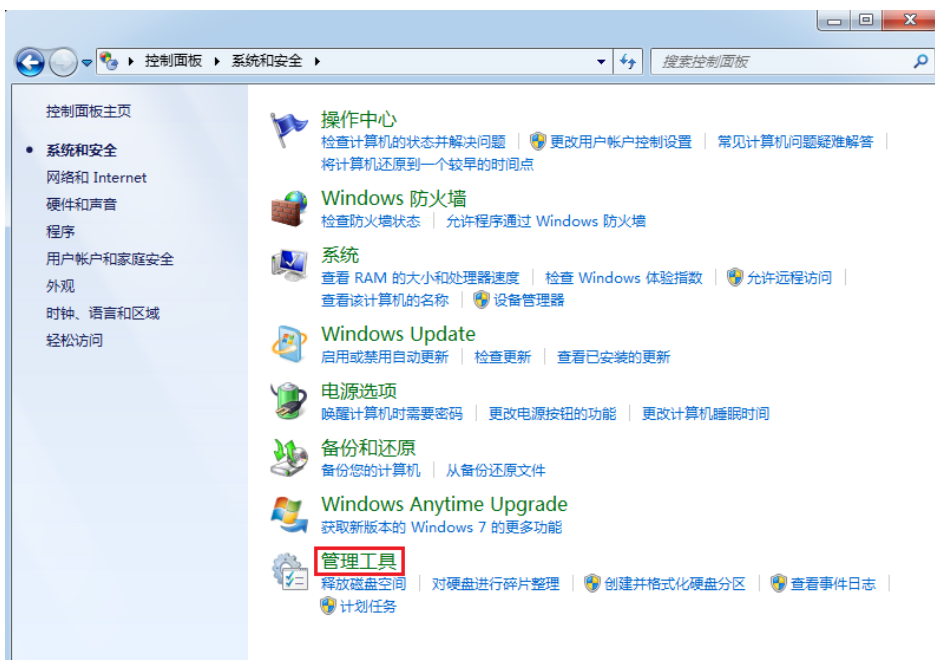 控制面板 系统和安全 搜索控制面板
控制面板主页
系统和安全
网络和 Internet
硬件和声音
程序
用户帐户和家庭安全
外观
时钟、语言和区域
轻松访问
操作中心
检查计算机的状态并解决问题 更改用户帐户控制设置 常见计算机问题疑难解答
将计算机还原到一个较早的时间点
Windows 防火墙
检查防火墙状态 允许程序通过 Windows 防火墙
系统
查看 RAM 的大小和处理器速度 检查 Windows 体验指数 允许远程访问
查看该计算机的名称 设备管理器
Windows Update
启用或禁用自动更新 检查更新 查看已安装的更新
电源选项
唤醒计算机时需要密码 更改电源按钮的功能 更改计算机睡眠时间
备份和还原
备份您的计算机 从备份还原文件
Windows Anytime Upgrade
获取新版本的 Windows 7 的更多功能
管理工具
释放磁盘空间 对硬盘进行碎片整理 创建并格式化硬盘分区 查看事件日志
计划任务